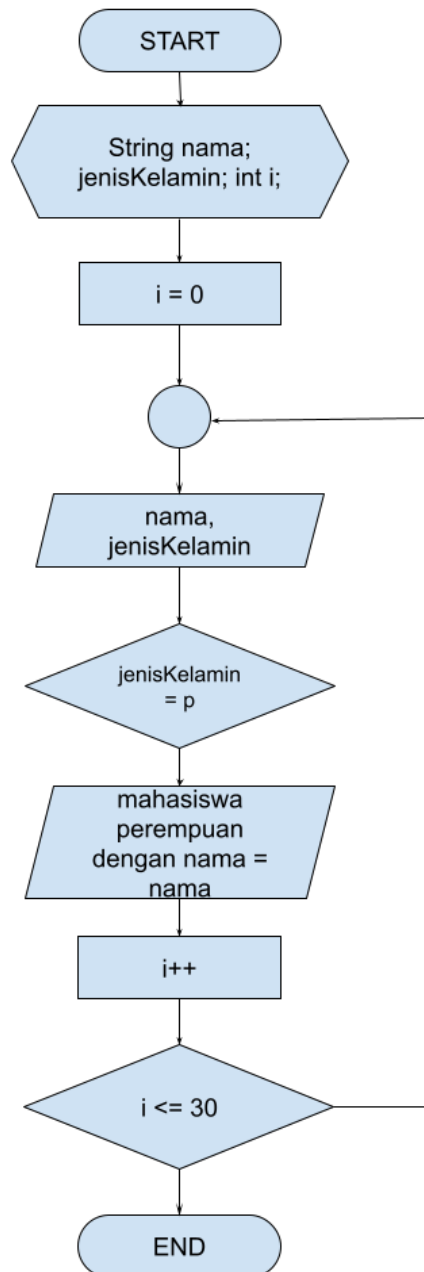 START
String nama;
jenisKelamin; int i;
i = 0
nama,
jenisKelamin
jenisKelamin
= p
mahasiswa
perempuan
dengan nama =
nama
i++
i <= 30
END